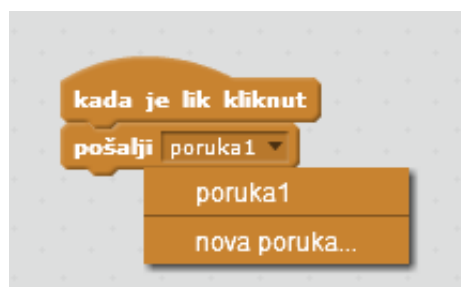 kada je lik kliknut
pošalji poruka1
poruka1
nova poruka...